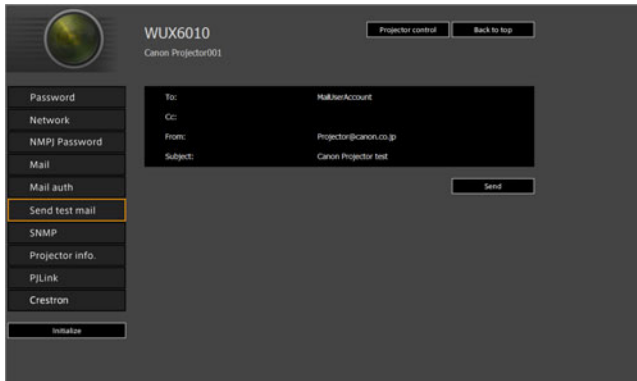 WUX6010
Canon Projector001
Projector control
Back to top
Password
Network
NMPJ Password
Mail
Mail auth
Send test mail
SNMP
Projector info.
PJLink
Crestron
Initialize
To: MailUserAccount
Cc:
From: Projector@canon.co.jp
Subject: Canon Projector test
Send